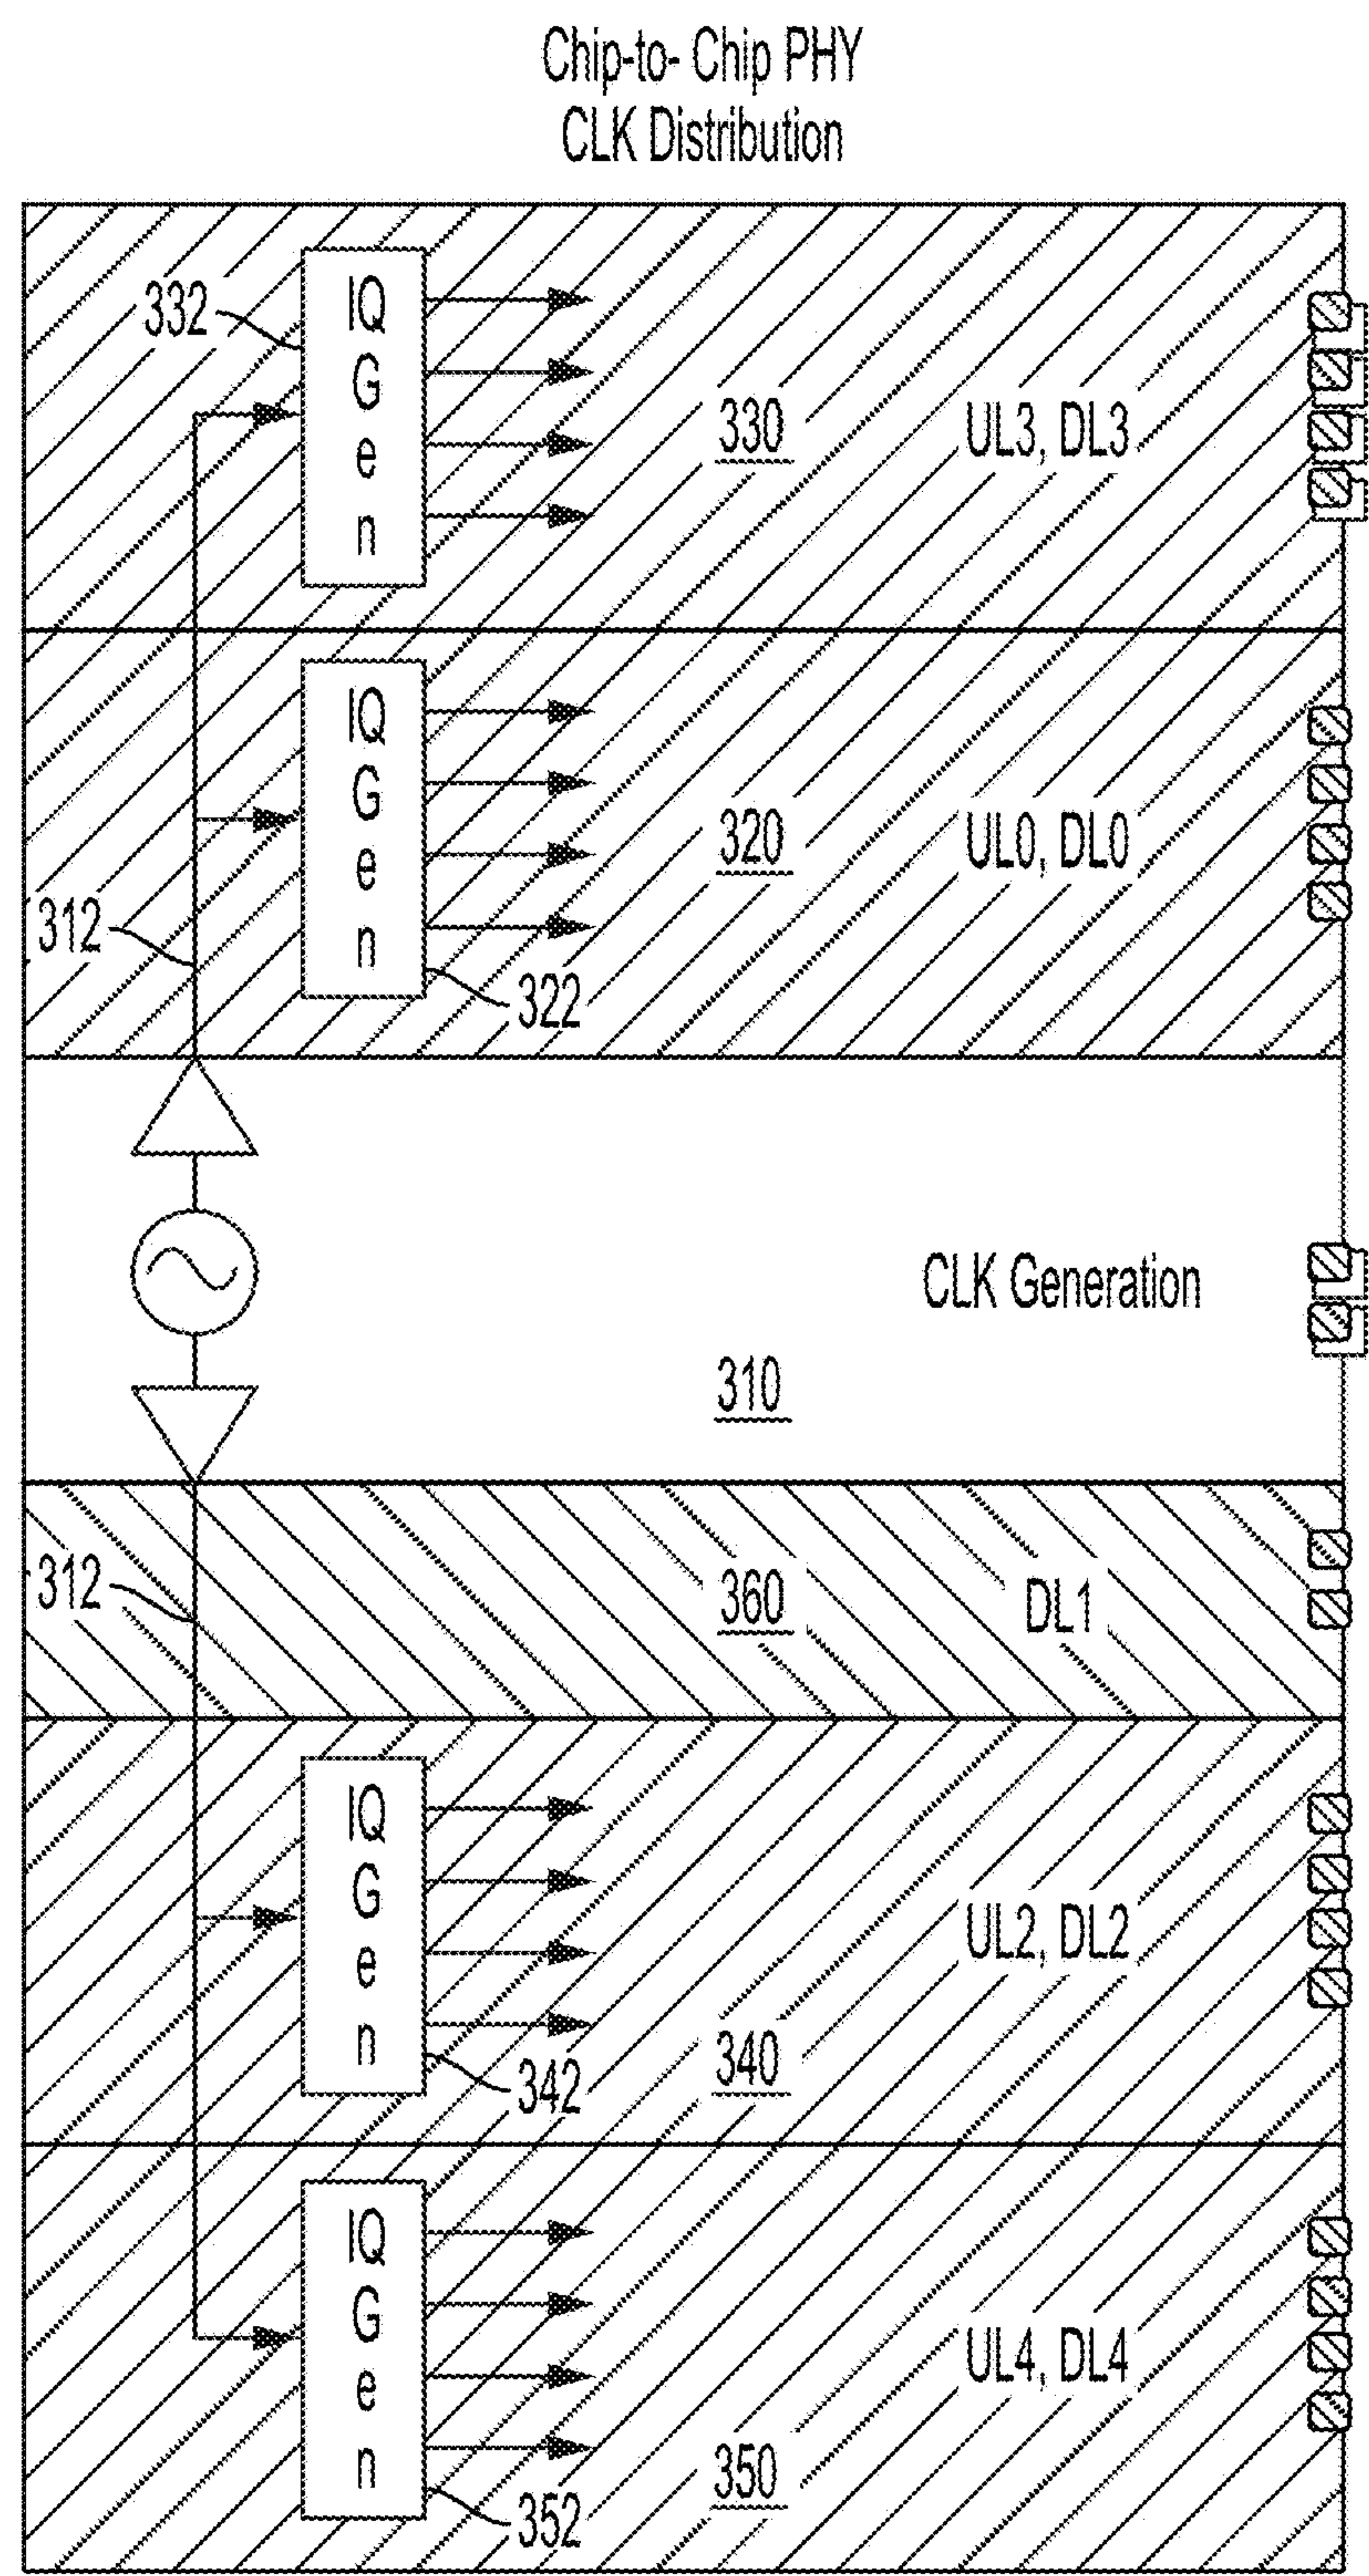 Chip-to- Chip PHY
CLK Distribution
332
IQ
G
e
n
330
UL3, DL3
IQ
G
e
n
320
UL0, DL0
312
322
CLK Generation
310
312
360
DL1
IQ
G
e
n
UL2, DL2
340
342
IQ
G
e
n
UL4, DL4
350
352